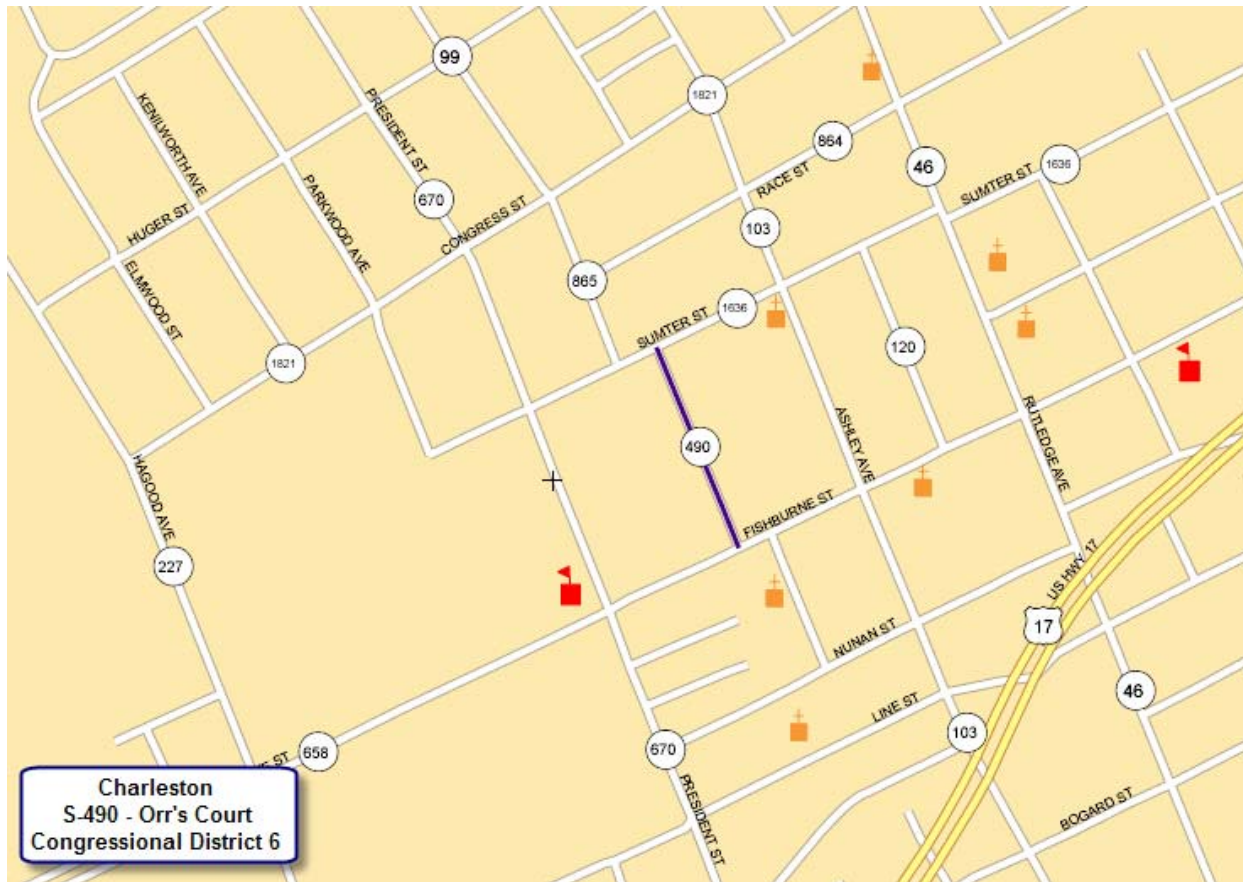 99
1821
KENILWORTH AVE
PRESIDENT ST
864
RACE ST
46
1636
SUMTER ST
PARKWOOD AVE
670
HUGER ST
CONGRESS ST
103
865
ELMWOOD ST
1636
SUMTER ST
120
1821
490
ASHLEY AVE
RUTLEDGE AVE
HAGOOD AVE
FISHBURNE ST
227
US HWY 17
17
NUNAN ST
LINE ST
46
103
670
658
ST
PRESIDENT ST
BOGARD ST
Charleston
S-490 - Orr's Court
Congressional District 6